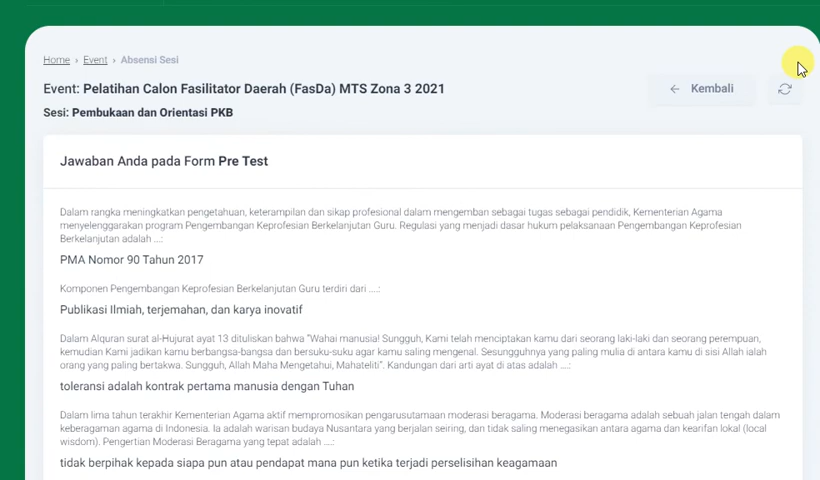 Home › Event › Absensi Sesi
Event: Pelatihan Calon Fasilitator Daerah (FasDa) MTS Zona 3 2021
← Kembali
Sesi: Pembukaan dan Orientasi PKB
Jawaban Anda pada Form Pre Test
Dalam rangka meningkatkan pengetahuan, keterampilan dan sikap profesional dalam mengemban sebagai tugas sebagai pendidik, Kementerian Agama
menyelenggarakan program Pengembangan Keprofesian Berkelanjutan Guru. Regulasi yang menjadi dasar hukum pelaksanaan Pengembangan Keprofesian
Berkelanjutan adalah ...:
PMA Nomor 90 Tahun 2017
Komponen Pengembangan Keprofesian Berkelanjutan Guru terdiri dari ....:
Publikasi Ilmiah, terjemahan, dan karya inovatif
Dalam Alquran surat al-Hujurat ayat 13 dituliskan bahwa “Wahai manusia! Sungguh, Kami telah menciptakan kamu dari seorang laki-laki dan seorang perempuan,
kemudian Kami jadikan kamu berbangsa-bangsa dan bersuku-suku agar kamu saling mengenal. Sesungguhnya yang paling mulia di antara kamu di sisi Allah ialah
orang yang paling bertakwa. Sungguh, Allah Maha Mengetahui, Mahateliti”. Kandungan dari arti ayat di atas adalah ....:
toleransi adalah kontrak pertama manusia dengan Tuhan
Dalam lima tahun terakhir Kementerian Agama aktif mempromosikan pengarusutamaan moderasi beragama. Moderasi beragama adalah sebuah jalan tengah dalam
keberagaman agama di Indonesia. Ia adalah warisan budaya Nusantara yang berjalan seiring, dan tidak saling menegasikan antara agama dan kearifan lokal (local
wisdom). Pengertian Moderasi Beragama yang tepat adalah ....:
tidak berpihak kepada siapa pun atau pendapat mana pun ketika terjadi perselisihan keagamaan